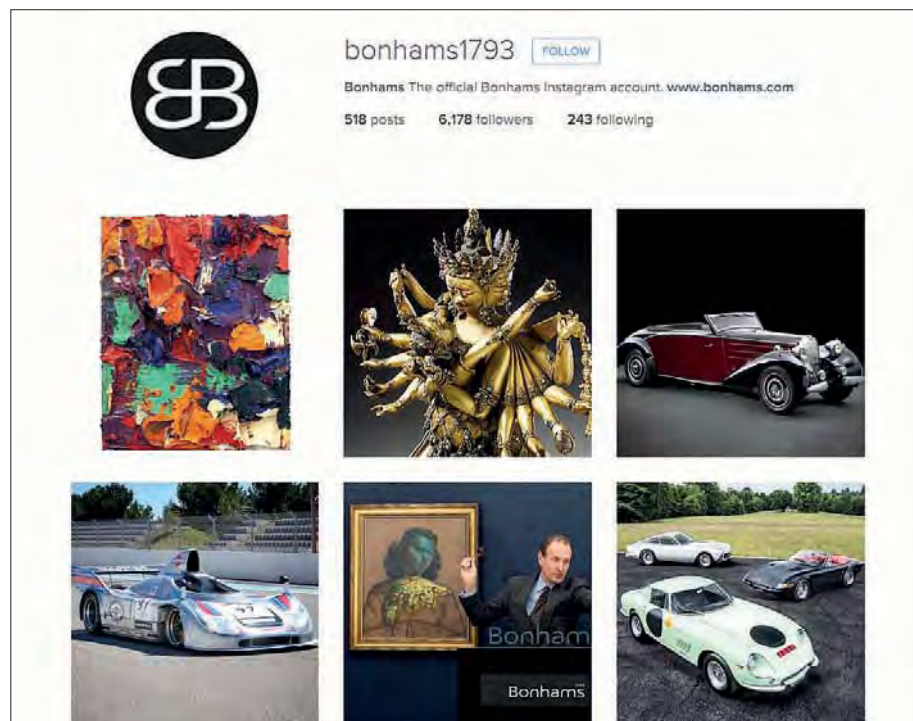 bonhams1793 FOLLOW
Bonhams The official Bonhams Instagram account. www.bonhams.com
518 posts 6,178 followers 243 following
Bonham
Bonhams